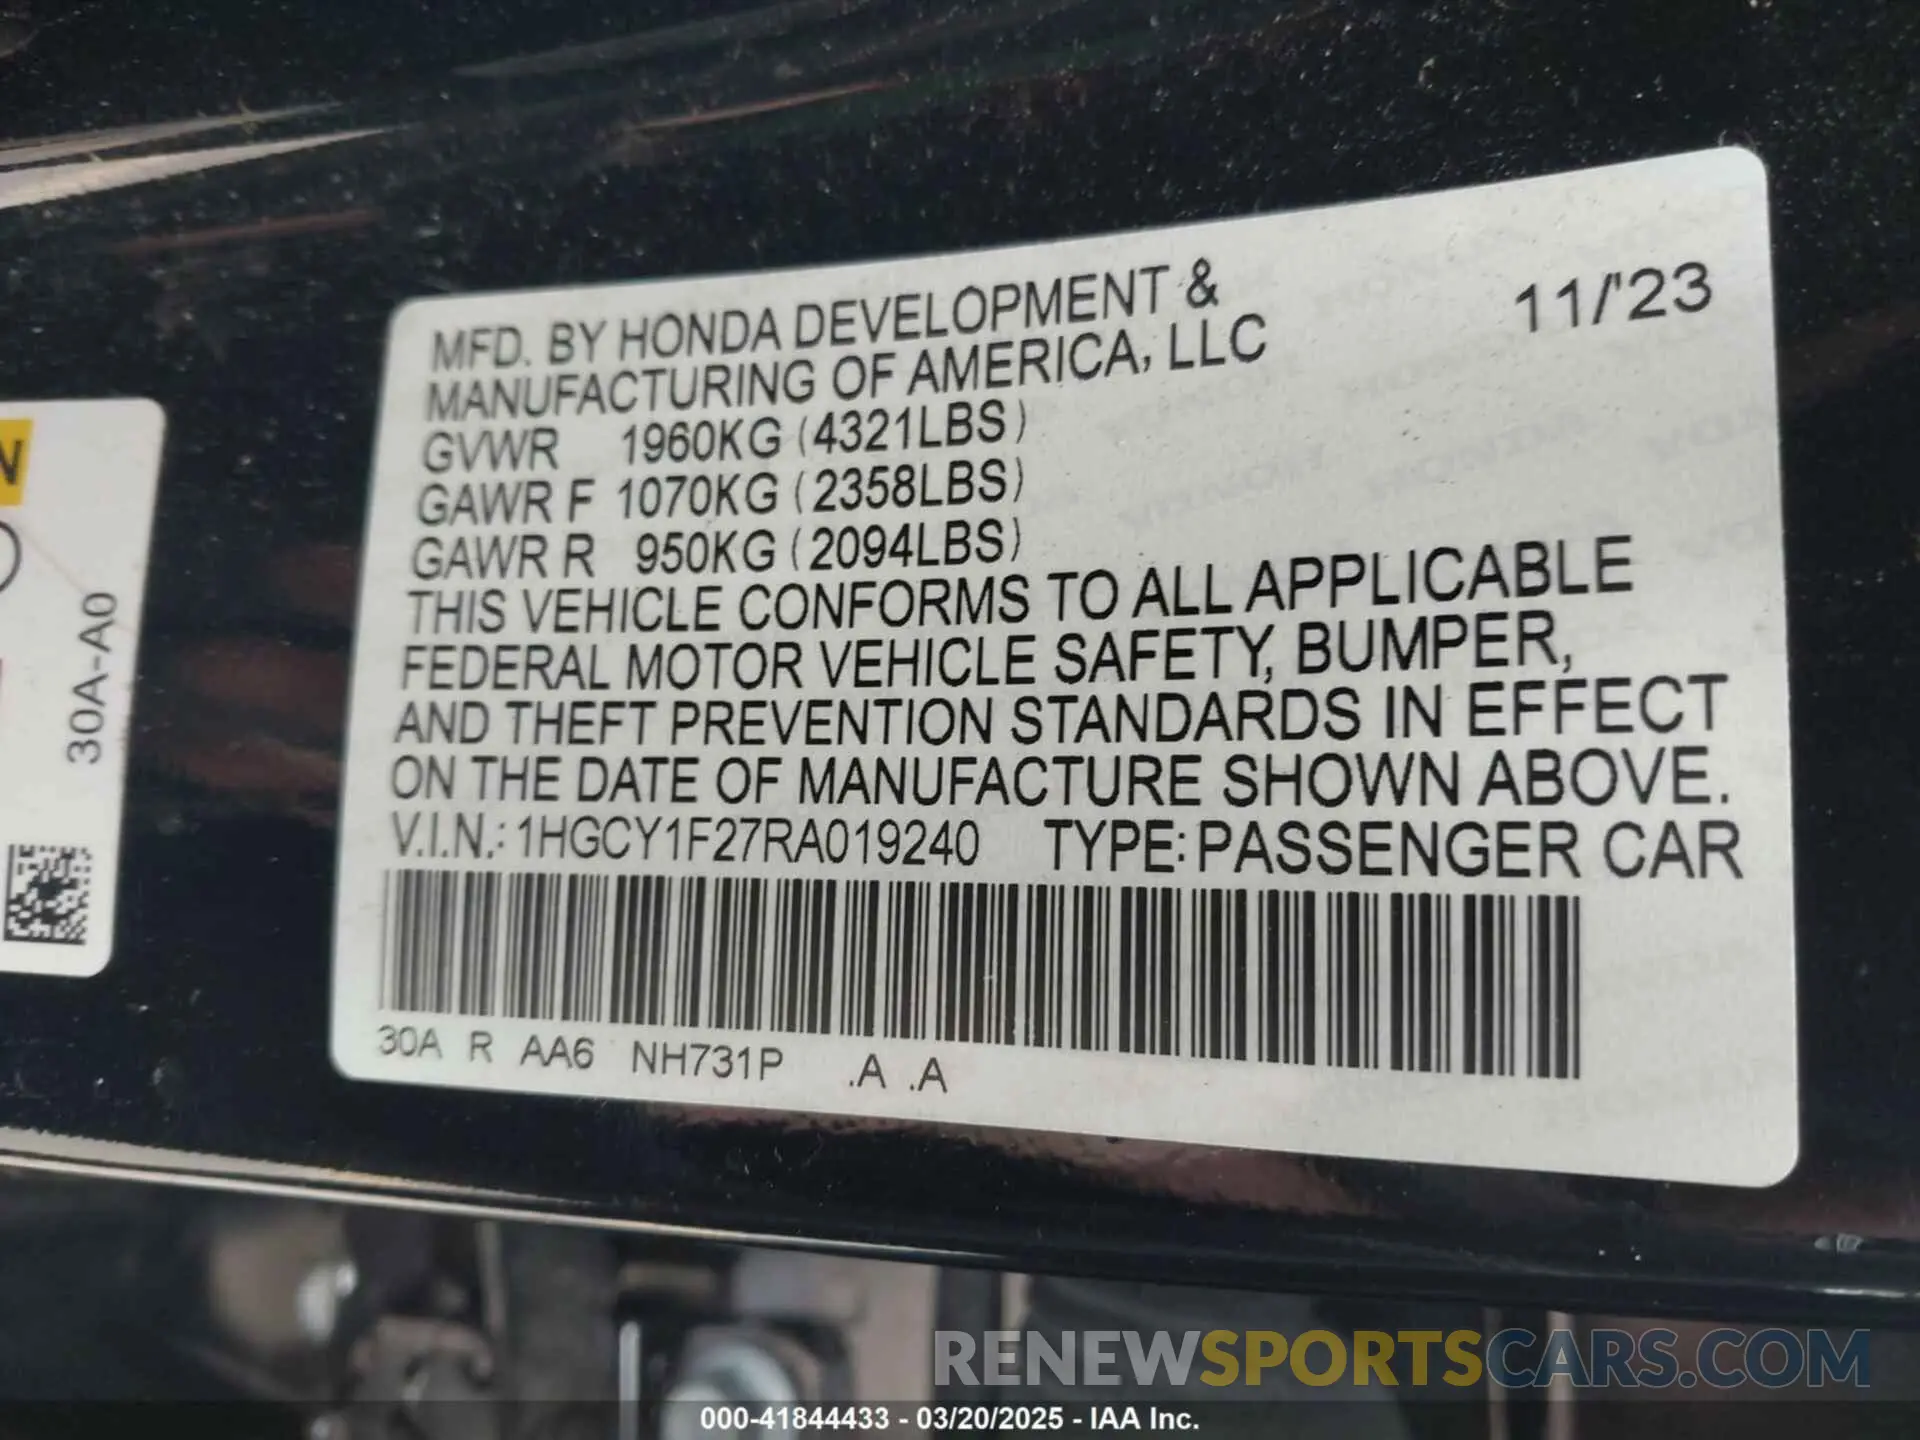 MFD. BY HONDA DEVELOPMENT &
MANUFACTURING OF AMERICA, LLC
11/'23
GVWR 1960KG (4321LBS)
GAWR F 1070KG (2358LBS)
GAWR R 950KG (2094LBS)
THIS VEHICLE CONFORMS TO ALL APPLICABLE
FEDERAL MOTOR VEHICLE SAFETY, BUMPER,
AND THEFT PREVENTION STANDARDS IN EFFECT
ON THE DATE OF MANUFACTURE SHOWN ABOVE.
V.I.N.: 1HGCY1F27RA019240 TYPE: PASSENGER CAR
30A R AA6 NH731P .A .A
N
30A-A0
RENEWSPORTSCARS.COM
000-41844433 - 03/20/2025 - IAA Inc.